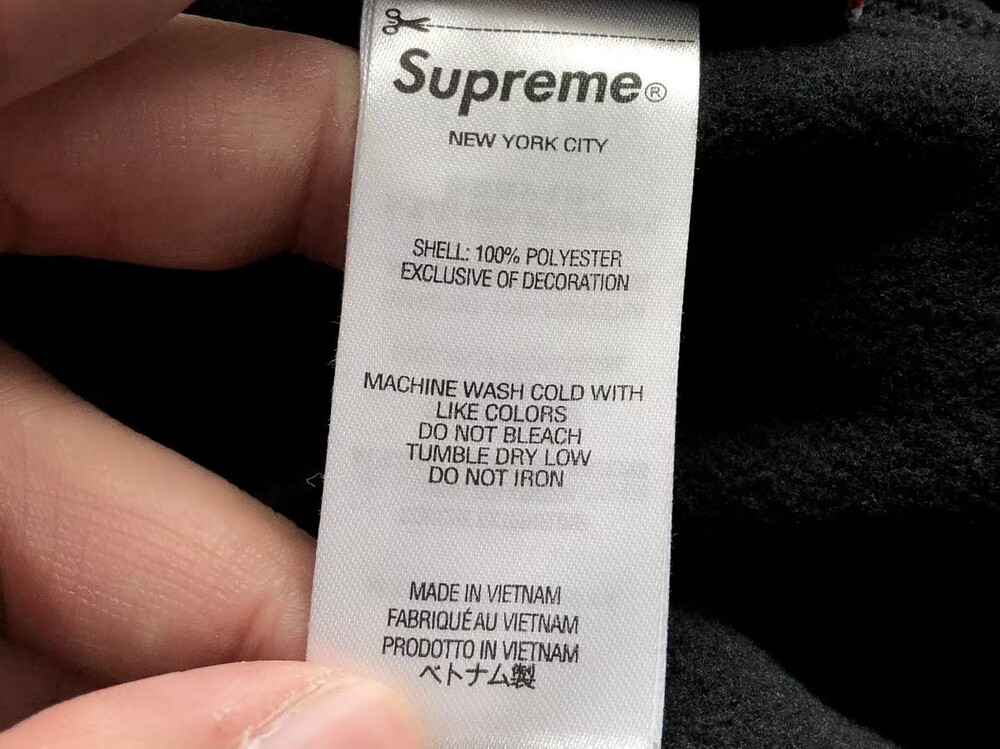 Supreme®
NEW YORK CITY
SHELL: 100% POLYESTER
EXCLUSIVE OF DECORATION
MACHINE WASH COLD WITH
LIKE COLORS
DO NOT BLEACH
TUMBLE DRY LOW
DO NOT IRON
MADE IN VIETNAM
FABRIQUÉ AU VIETNAM
PRODOTTO IN VIETNAM
ベトナム製